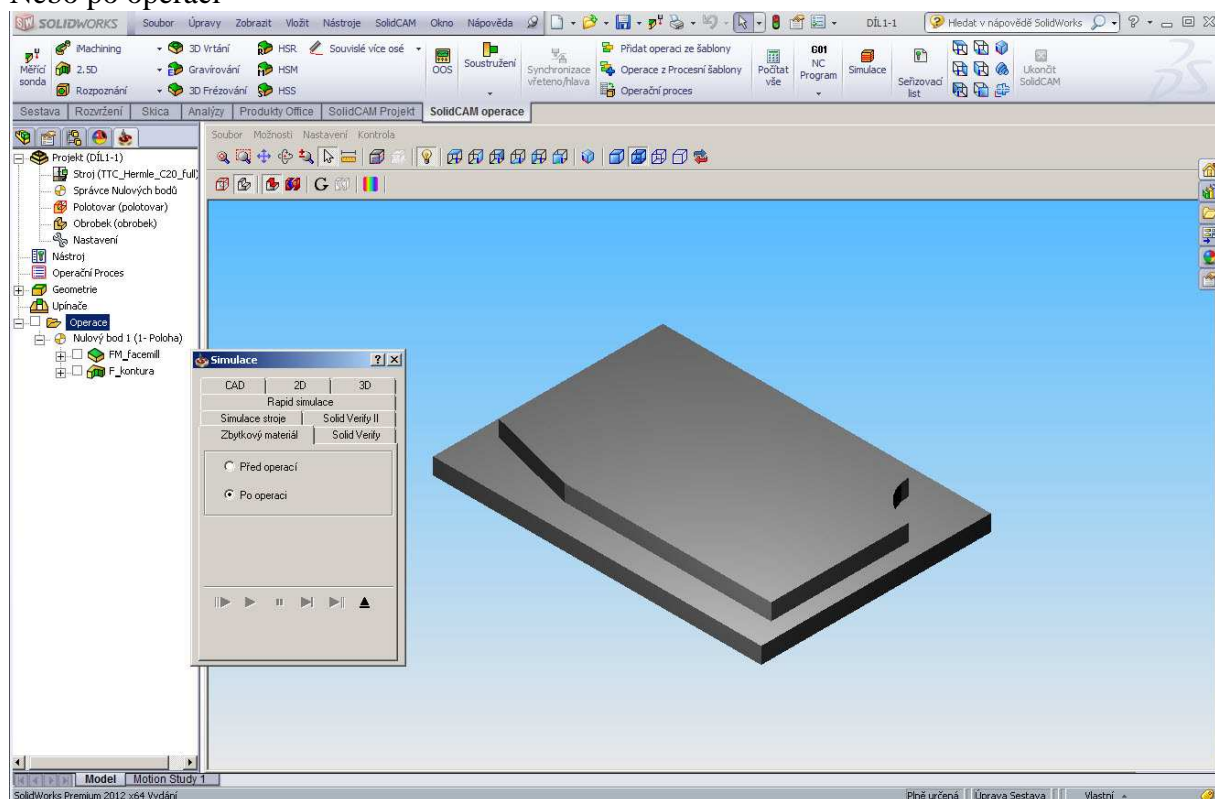 Nebo po operaci
SOLIDWORKS Soubor Úpravy Zobrazit Vložit Nástroje SolidCAM Okno Nápověda DÍL1-1 Hledat v nápovědě SolidWorks
Měřicí sonda
iMachining
2.5D
Rozpoznání
3D Vrtání
Gravírování
3D Frézování
HSR
HSM
HSS
Souvislé více osé
OOS
Soustružení
Synchronizace vřeteno/hlava
Přidat operaci ze šablony
Operace z Procesní šablony
Operační proces
Počítat vše
G01
NC Program
Simulace
Seřizovací list
Ukončit SolidCAM
Sestava Rozvržení Skica Analýzy Produkty Office SolidCAM Projekt SolidCAM operace
Soubor Možnosti Nastavení Kontrola
G
Projekt (DÍL1-1)
Stroj (TTC_Hermle_C20_full)
Správce Nulových bodů
Polotovar (polotovar)
Obrobek (obrobek)
Nastavení
Nástroj
Operační Proces
Geometrie
Upínače
Operace
Nulový bod 1 (1- Poloha)
FM_facemill
F_kontura
Simulace
CAD 2D 3D
Rapid simulace
Simulace stroje Solid Verify II
Zbytkový materiál Solid Verify
Před operací
Po operaci
Model Motion Study 1
SolidWorks Premium 2012 x64 Vydání Plně určená Úprava Sestava Vlastní